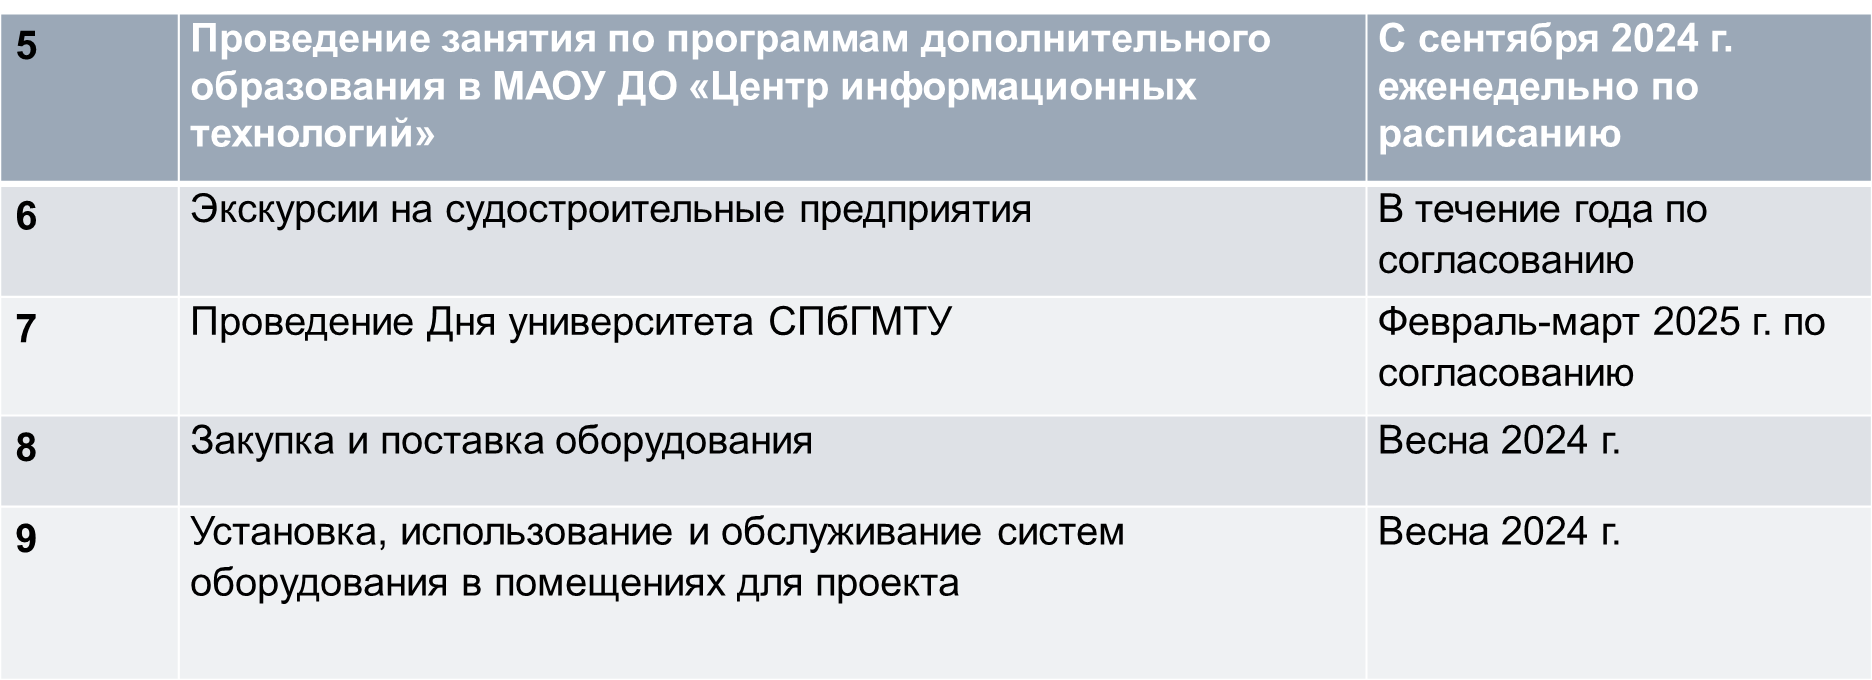 5
Проведение занятия по программам дополнительного
образования в МАОУ ДО «Центр информационных
технологий»
С сентября 2024 г.
еженедельно по
расписанию
6
Экскурсии на судостроительные предприятия
В течение года по
согласованию
7
Проведение Дня университета СПбГМТУ
Февраль-март 2025 г. по
согласованию
8
Закупка и поставка оборудования
Весна 2024 г.
9
Установка, использование и обслуживание систем
оборудования в помещениях для проекта
Весна 2024 г.